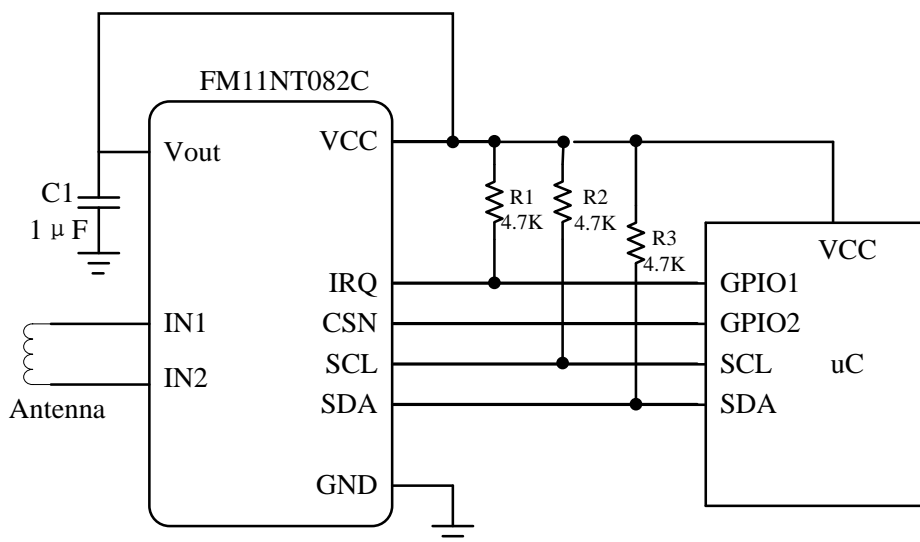 FM11NT082C
Vout
VCC
C1
1 μ F
R1
4.7K
R2
4.7K
R3
4.7K
VCC
IRQ
GPIO1
CSN
GPIO2
IN1
SCL
SCL
uC
IN2
SDA
SDA
Antenna
GND